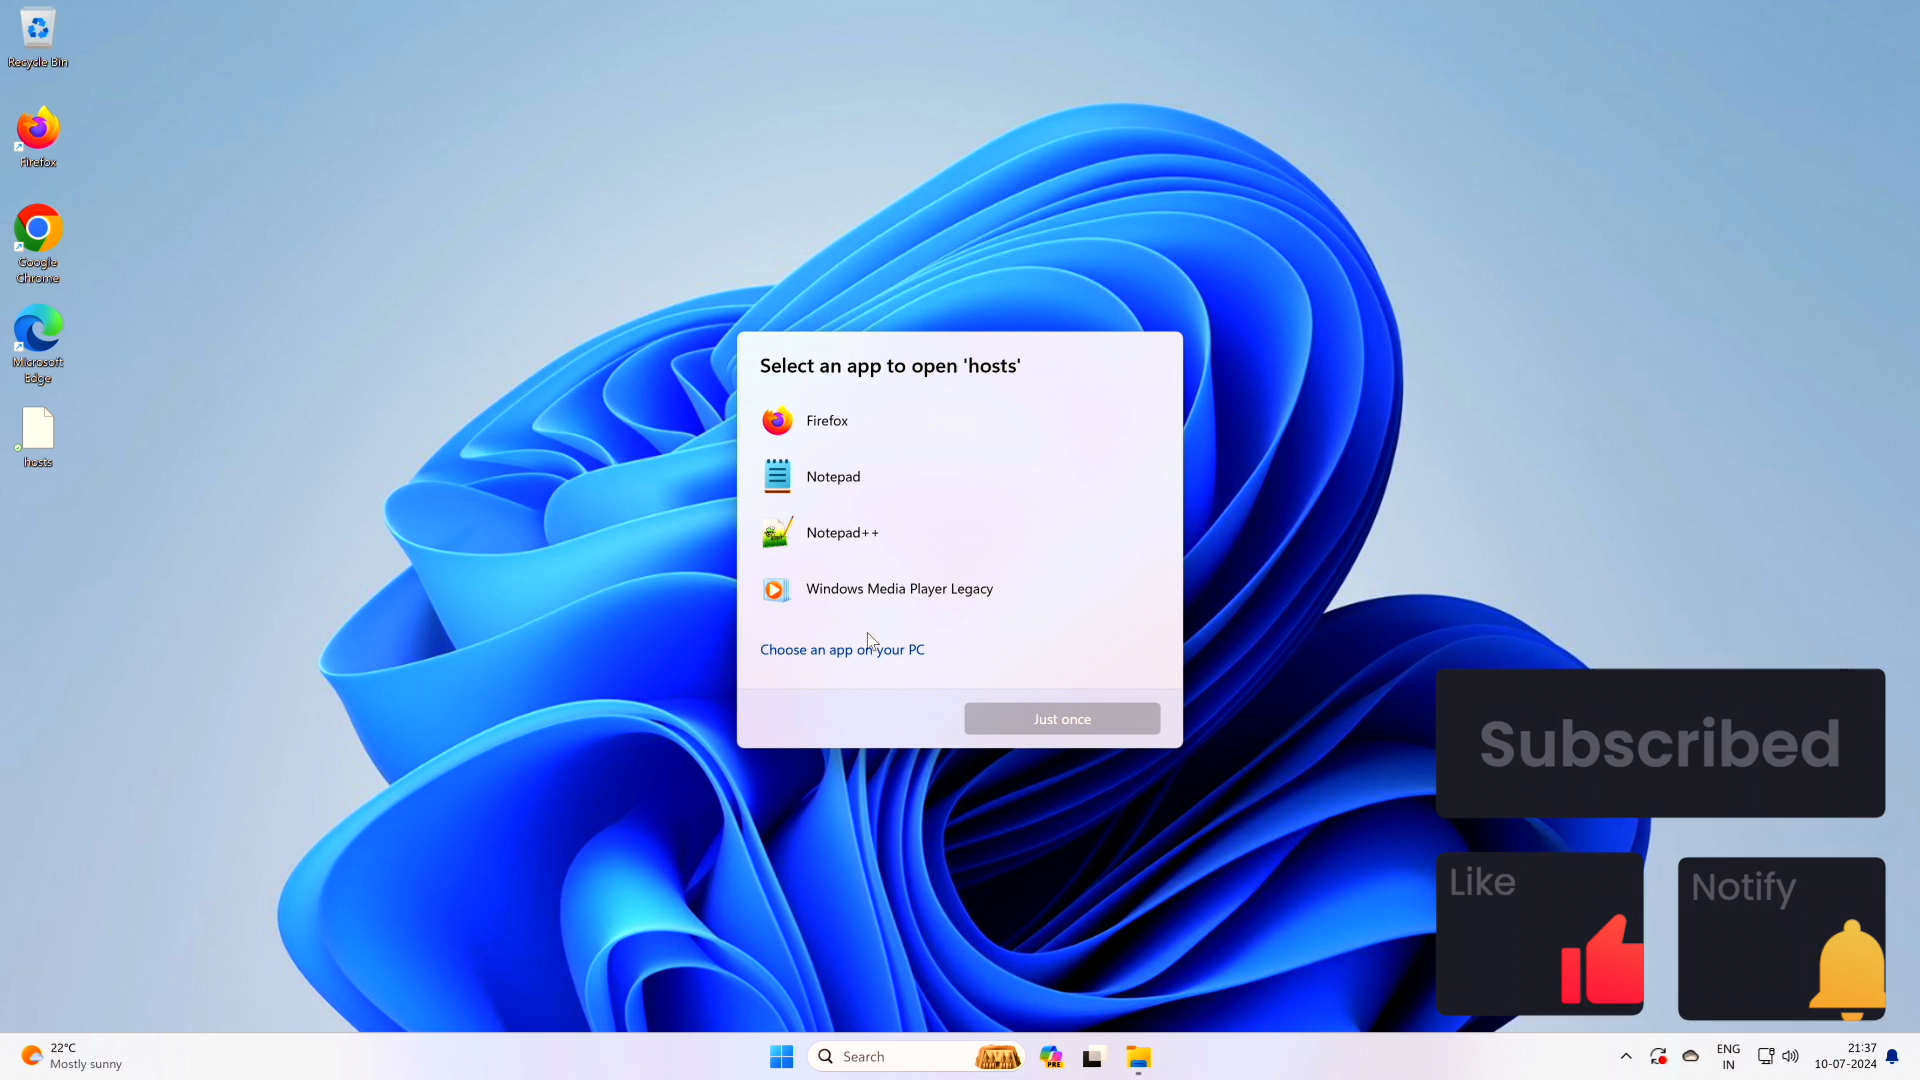 Recycle Bin
Firefox
Google
Chrome
Microsoft
Edge
hosts
Select an app to open 'hosts'
Firefox
Notepad
Notepad++
Windows Media Player Legacy
Choose an app on your PC
Just once
Subscribed
Like
Notify
22°C
Mostly sunny
Search
PRE
ENG
IN
21:37
10-07-2024